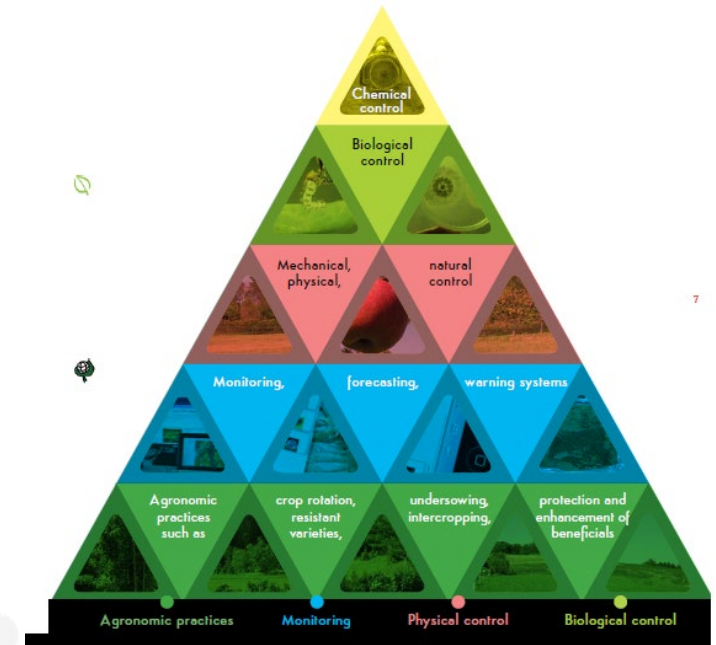 Chemical
control
Biological
control
Mechanical,
physical,
natural
control
7
Monitoring,
forecasting,
warning systems
Agronomic
practices
such as
crop rotation,
resistant
varieties,
undersowing,
intercropping,
protection and
enhancement of
beneficials
Agronomic practices
Monitoring
Physical control
Biological control